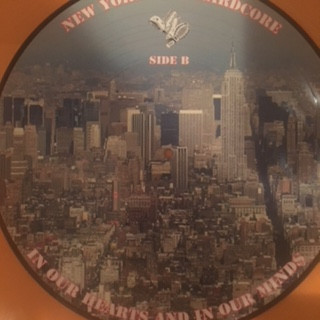 NEW YORK HARDCORE
SIDE B
IN OUR HEARTS AND IN OUR MINDS